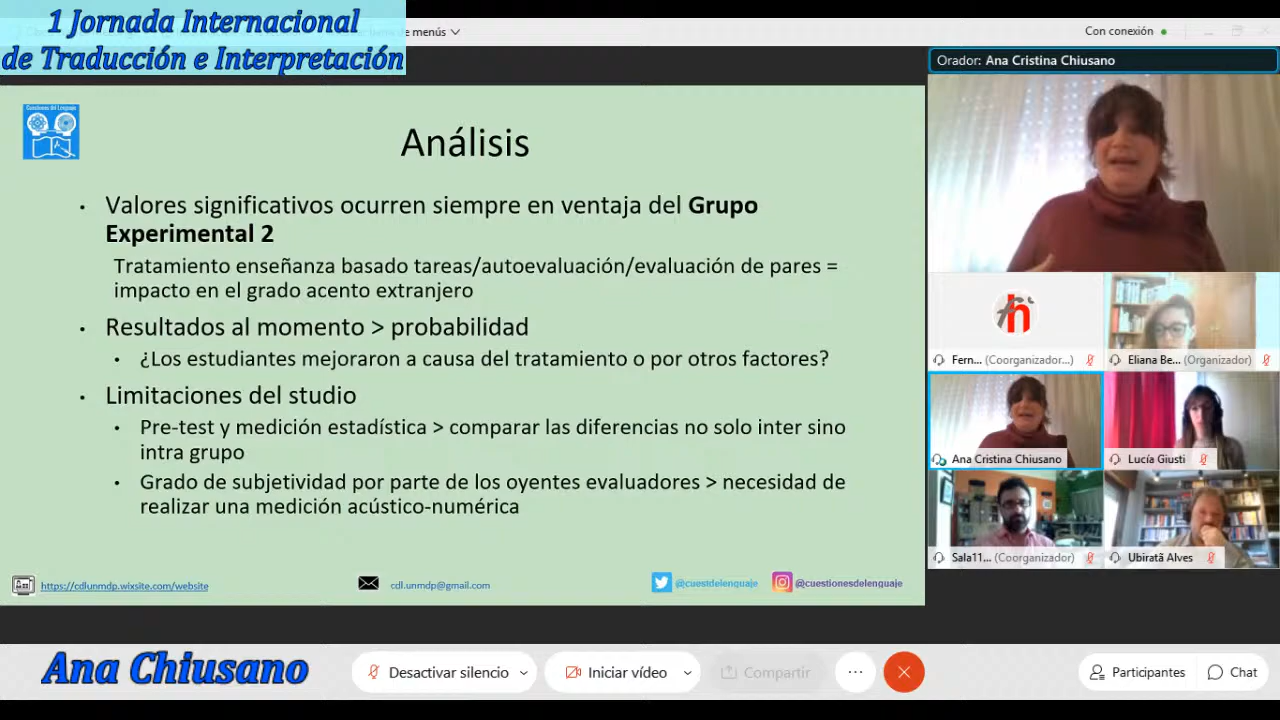 1 Jornada Internacional
de Traducción e Interpretación
menús
Con conexión
Orador: Ana Cristina Chiusano
Cuestiones del Lenguaje
Análisis
• Valores significativos ocurren siempre en ventaja del Grupo
Experimental 2
Tratamiento enseñanza basado tareas/autoevaluación/evaluación de pares =
impacto en el grado acento extranjero
• Resultados al momento > probabilidad
• ¿Los estudiantes mejoraron a causa del tratamiento o por otros factores?
• Limitaciones del studio
• Pre-test y medición estadística > comparar las diferencias no solo inter sino
intra grupo
• Grado de subjetividad por parte de los oyentes evaluadores > necesidad de
realizar una medición acústico-numérica
https://cdlunmdp.wixsite.com/website
cdl.unmdp@gmail.com
@cuestdelenguaje
@cuestionesdelenguaje
Fern... (Coorganizador...)
Eliana Be... (Organizador)
Ana Cristina Chiusano
Lucía Giusti
Sala11... (Coorganizador)
Ubiratã Alves
Ana Chiusano
Desactivar silencio
Iniciar vídeo
Compartir
Participantes
Chat